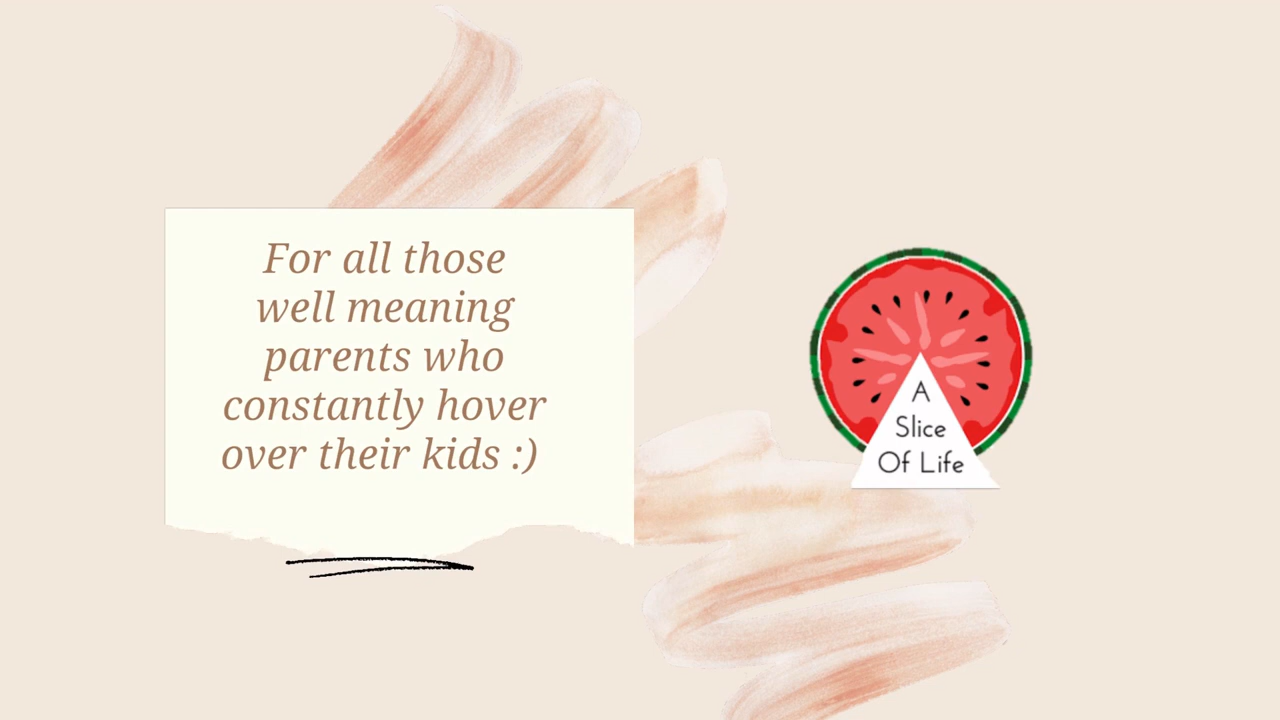 For all those
well meaning
parents who
constantly hover
over their kids :)
A
Slice
Of Life